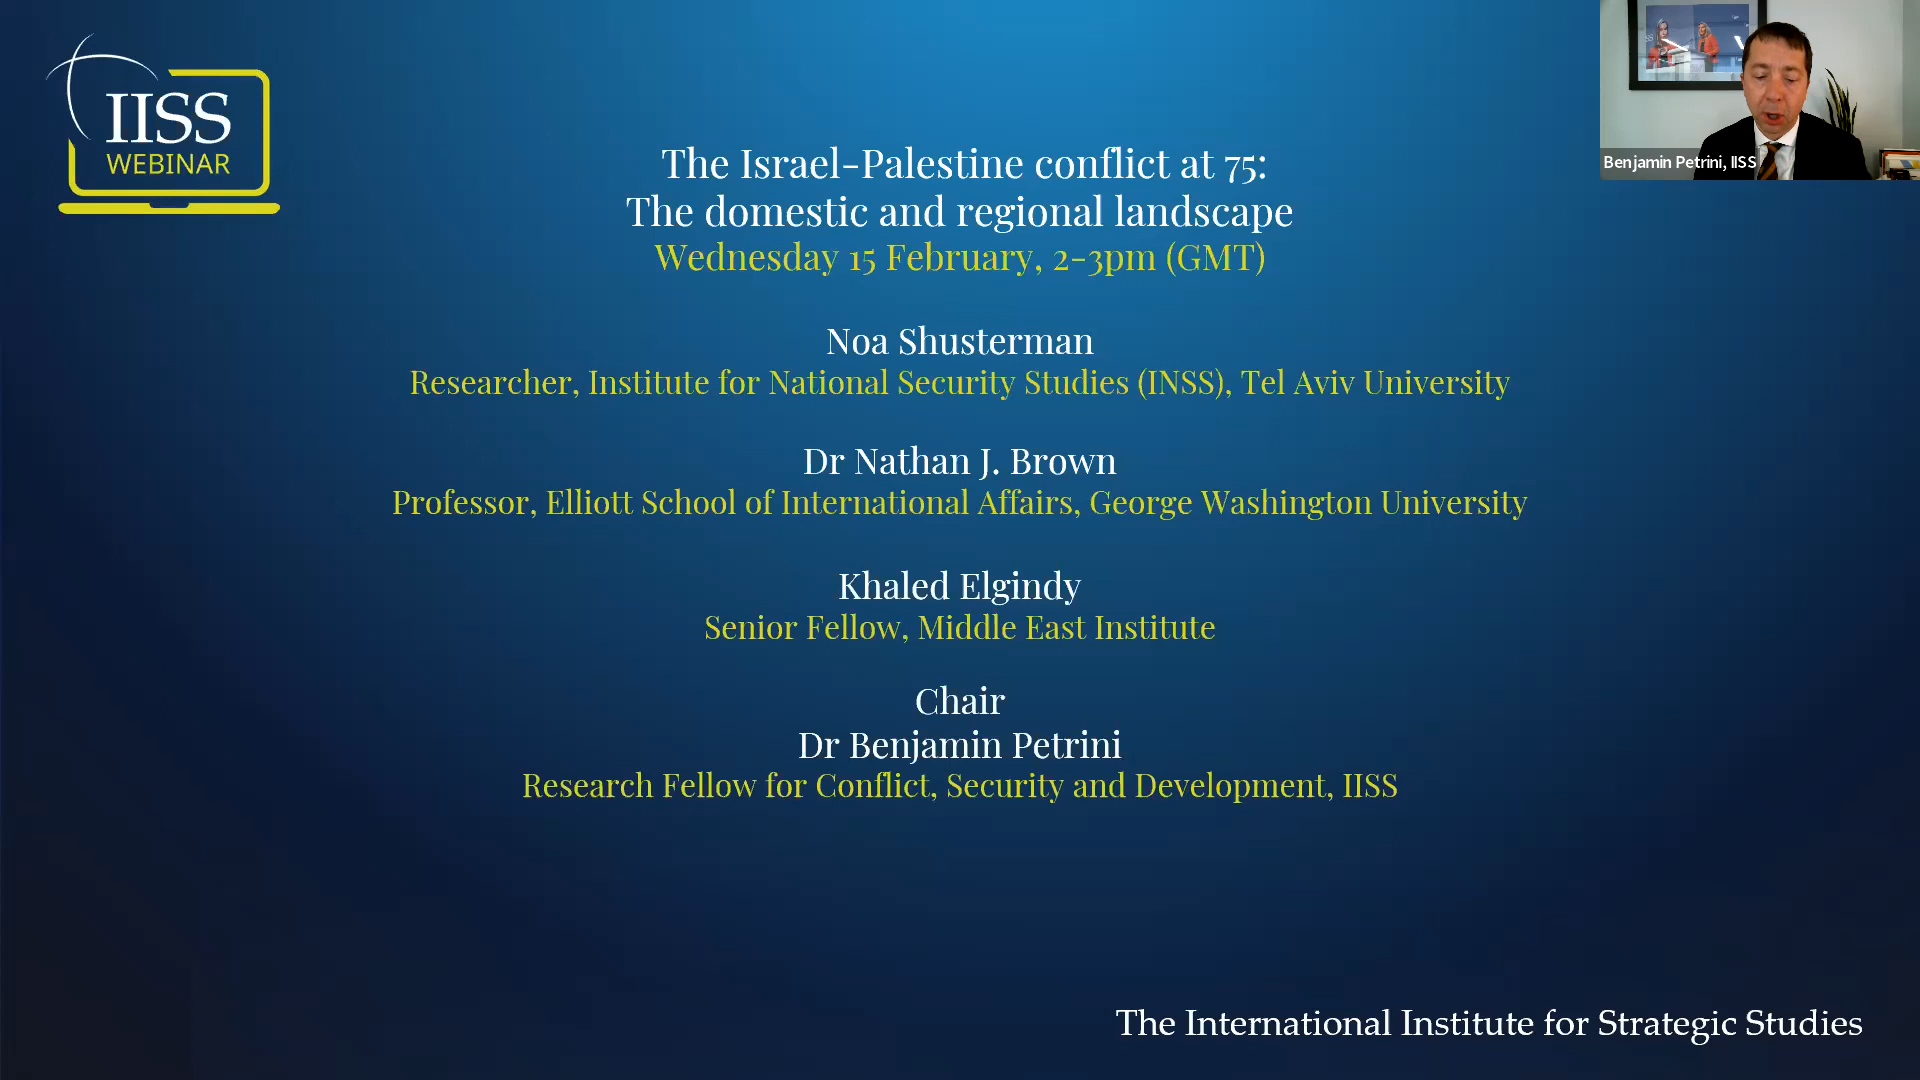 IISS
WEBINAR
The Israel-Palestine conflict at 75:
The domestic and regional landscape
Wednesday 15 February, 2-3pm (GMT)
Noa Shusterman
Researcher, Institute for National Security Studies (INSS), Tel Aviv University
Dr Nathan J. Brown
Professor, Elliott School of International Affairs, George Washington University
Khaled Elgindy
Senior Fellow, Middle East Institute
Chair
Dr Benjamin Petrini
Research Fellow for Conflict, Security and Development, IISS
Benjamin Petrini, IISS
The International Institute for Strategic Studies